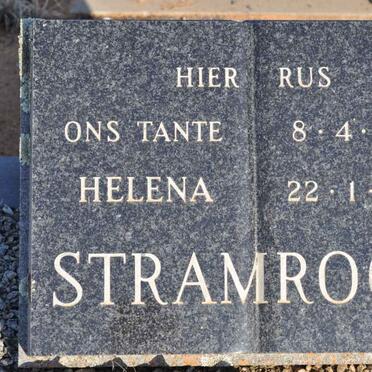 HIER RUS
ONS TANTE 8·4·
HELENA 22·1·
STRAMRO